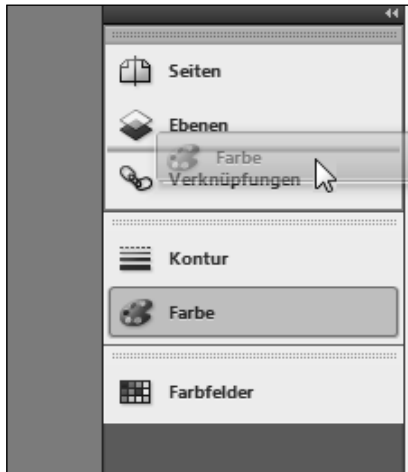 Seiten
Ebenen
Farbe
Verknüpfungen
Kontur
Farbe
Farbfelder